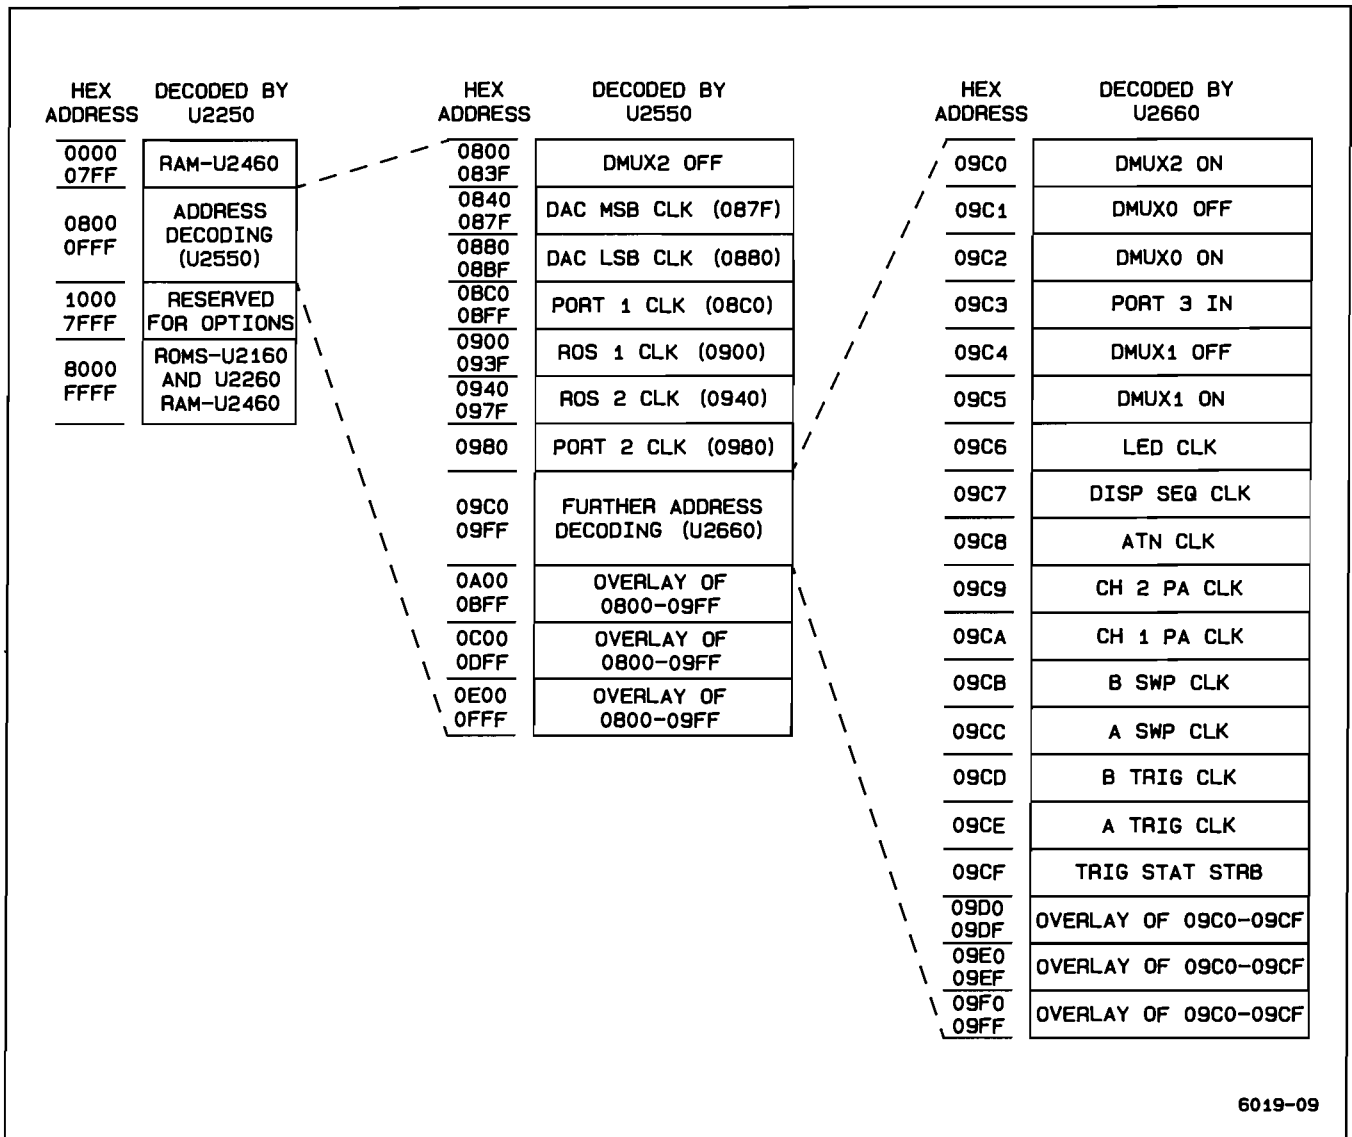 HEX ADDRESS
DECODED BY U2250
0000
07FF
RAM-U2460
0800
0FFF
ADDRESS
DECODING
(U2550)
1000
7FFF
RESERVED
FOR OPTIONS
8000
FFFF
ROMS-U2160
AND U2260
RAM-U2460
HEX ADDRESS
DECODED BY U2550
0800
083F
DMUX2 OFF
0840
087F
DAC MSB CLK (087F)
0880
08BF
DAC LSB CLK (0880)
08C0
08FF
PORT 1 CLK (08C0)
0900
093F
ROS 1 CLK (0900)
0940
097F
ROS 2 CLK (0940)
0980
PORT 2 CLK (0980)
09C0
09FF
FURTHER ADDRESS
DECODING (U2660)
0A00
0BFF
OVERLAY OF
0800-09FF
0C00
0DFF
OVERLAY OF
0800-09FF
0E00
0FFF
OVERLAY OF
0800-09FF
HEX ADDRESS
DECODED BY U2660
09C0 DMUX2 ON
09C1 DMUX0 OFF
09C2 DMUX0 ON
09C3 PORT 3 IN
09C4 DMUX1 OFF
09C5 DMUX1 ON
09C6 LED CLK
09C7 DISP SEQ CLK
09C8 ATN CLK
09C9 CH 2 PA CLK
09CA CH 1 PA CLK
09CB B SWP CLK
09CC A SWP CLK
09CD B TRIG CLK
09CE A TRIG CLK
09CF TRIG STAT STRB
09D0
09DF
OVERLAY OF 09C0-09CF
09E0
09EF
OVERLAY OF 09C0-09CF
09F0
09FF
OVERLAY OF 09C0-09CF
6019-09